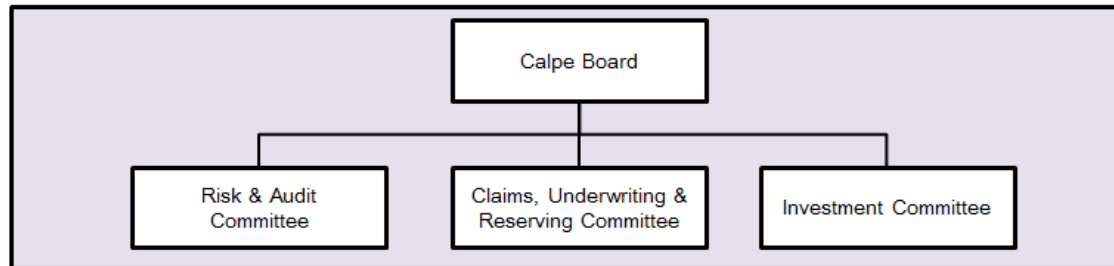 Calpe Board
Risk & Audit
Committee
Claims, Underwriting &
Reserving Committee
Investment Committee